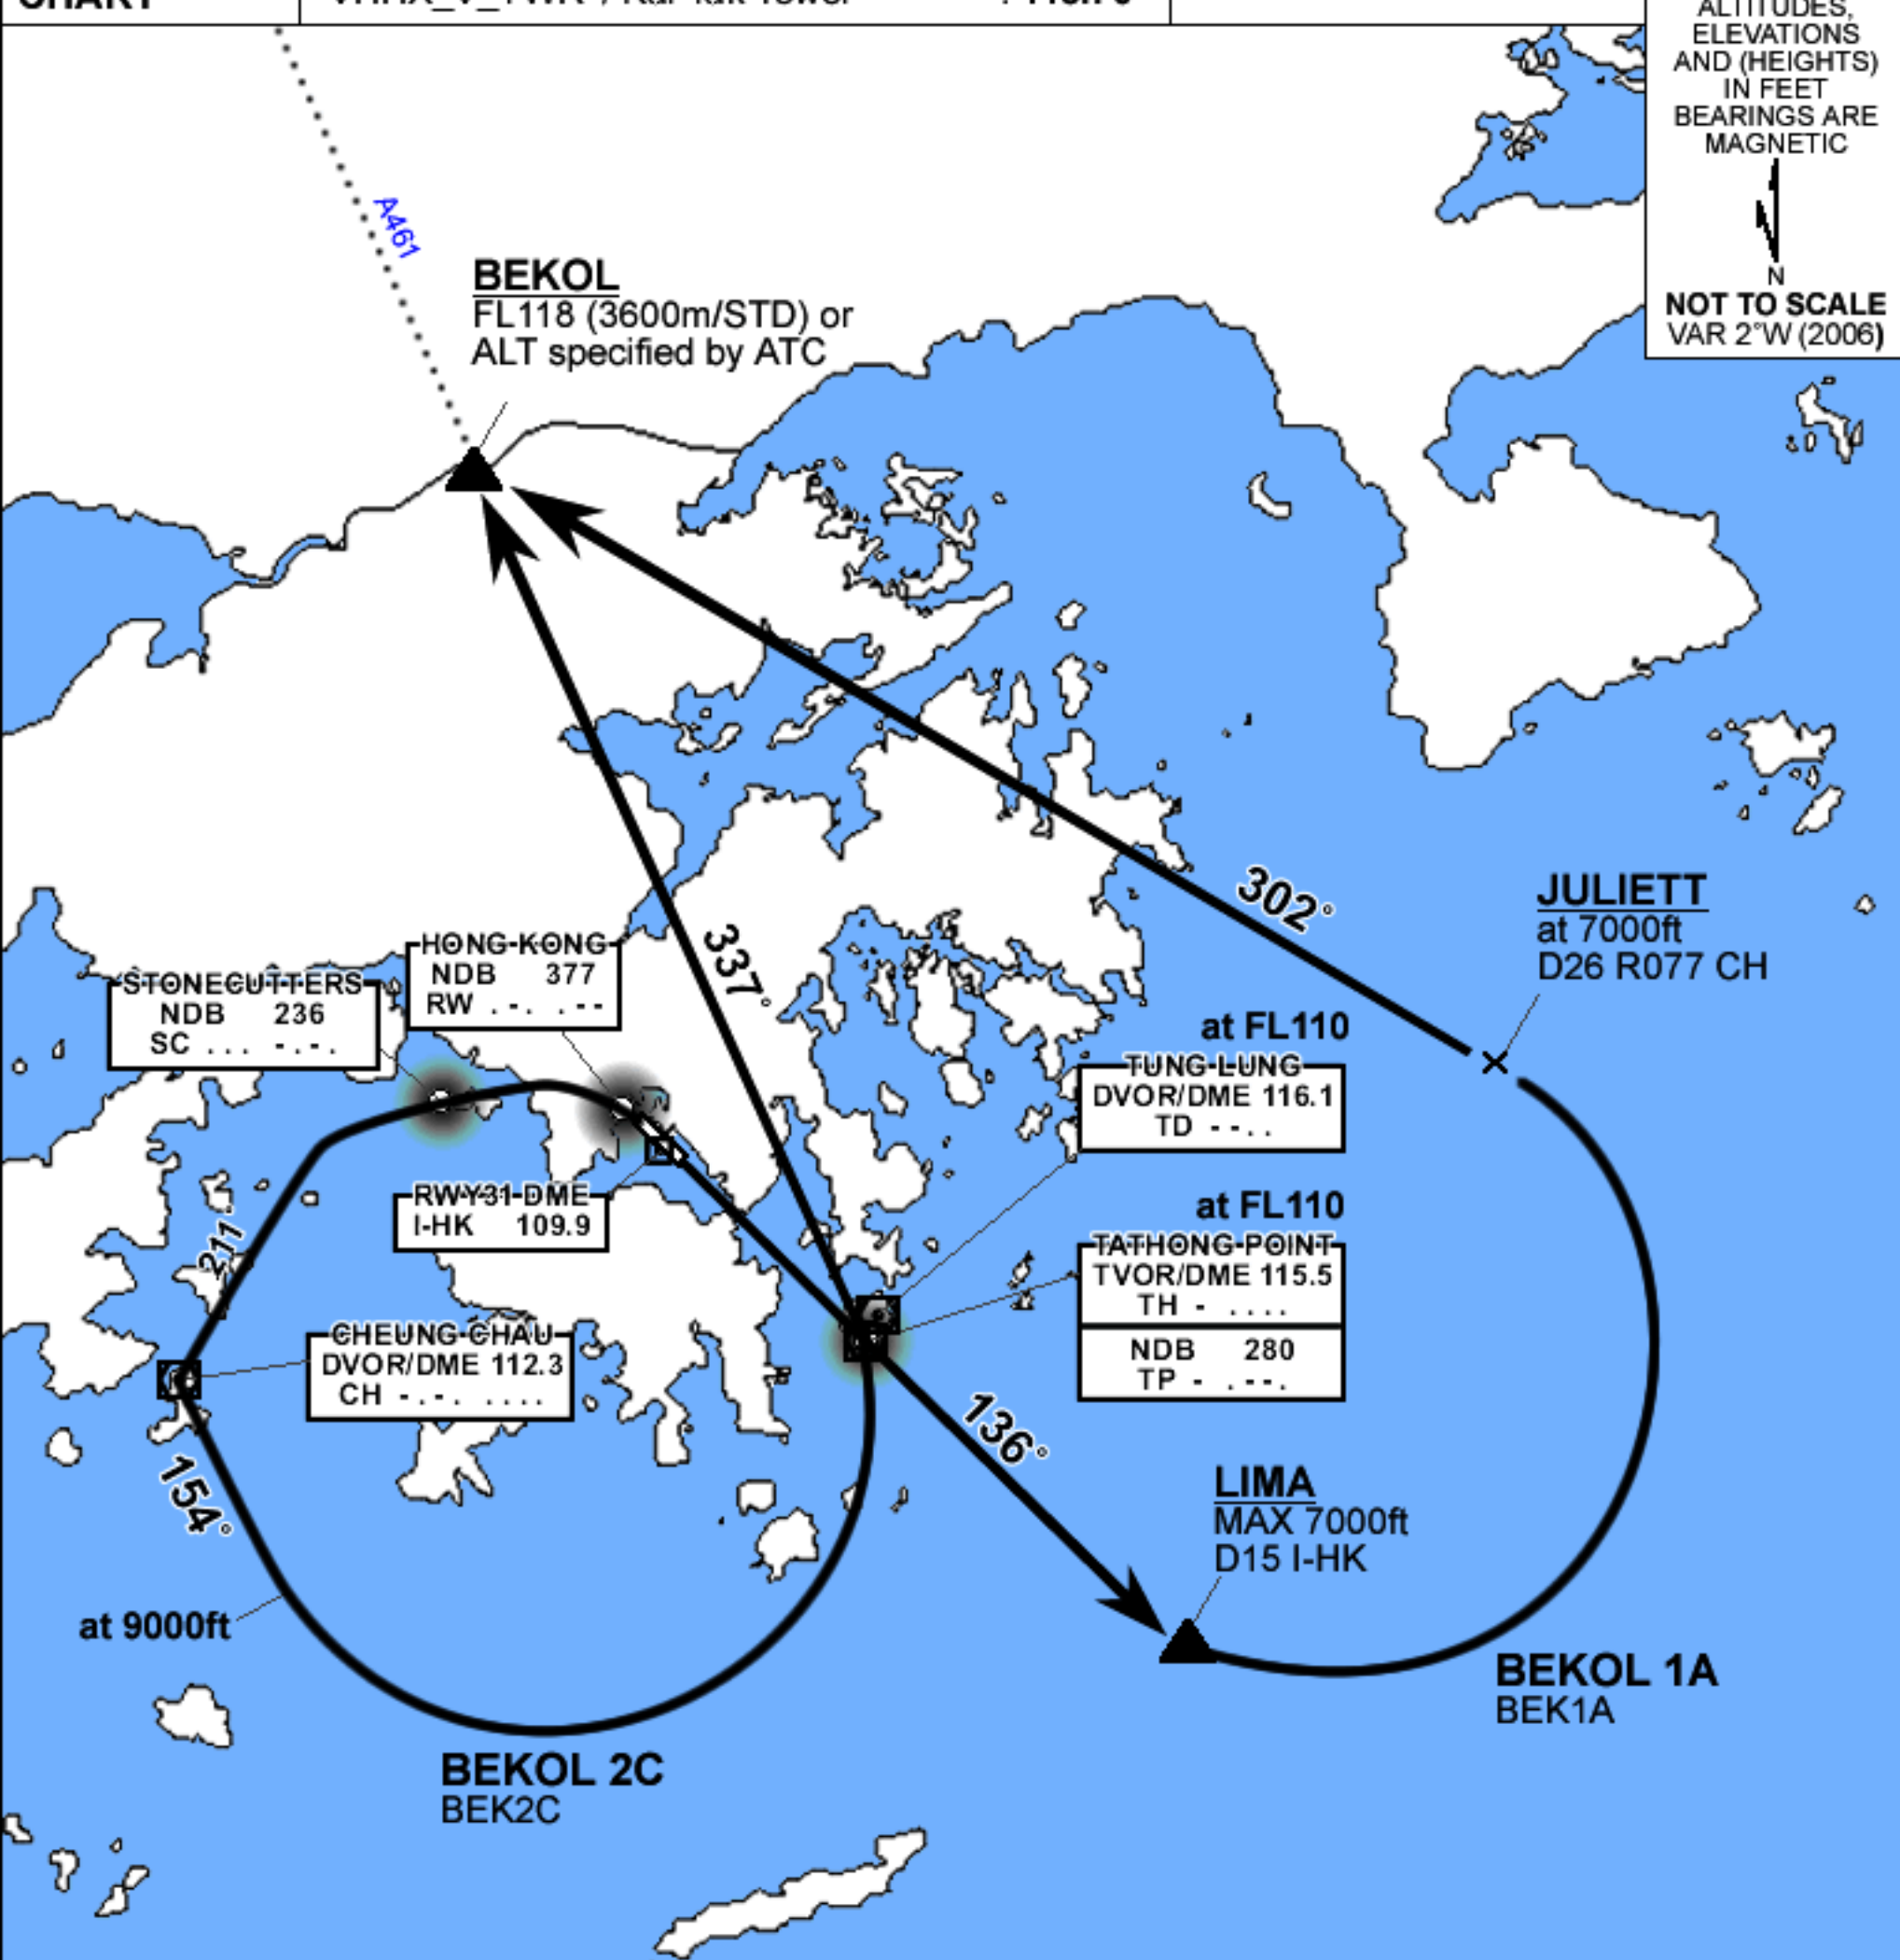 CHART
ALTITUDES,
ELEVATIONS
AND (HEIGHTS)
IN FEET
BEARINGS ARE
MAGNETIC
N
NOT TO SCALE
VAR 2°W (2006)
A461
BEKOL
FL118 (3600m/STD) or
ALT specified by ATC
302°
337°
JULIETT
at 7000ft
D26 R077 CH
HONG KONG
NDB 377
RW .-. .--
STONECUTTERS
NDB 236
SC ... -.-.
at FL110
TUNG LUNG
DVOR/DME 116.1
TD - -..
RWY31 DME
I-HK 109.9
at FL110
TATHONG POINT
TVOR/DME 115.5
TH - ....
NDB 280
TP - .--.
211°
CHEUNG CHAU
DVOR/DME 112.3
CH -.-. ....
136°
154°
LIMA
MAX 7000ft
D15 I-HK
at 9000ft
BEKOL 1A
BEK1A
BEKOL 2C
BEK2C